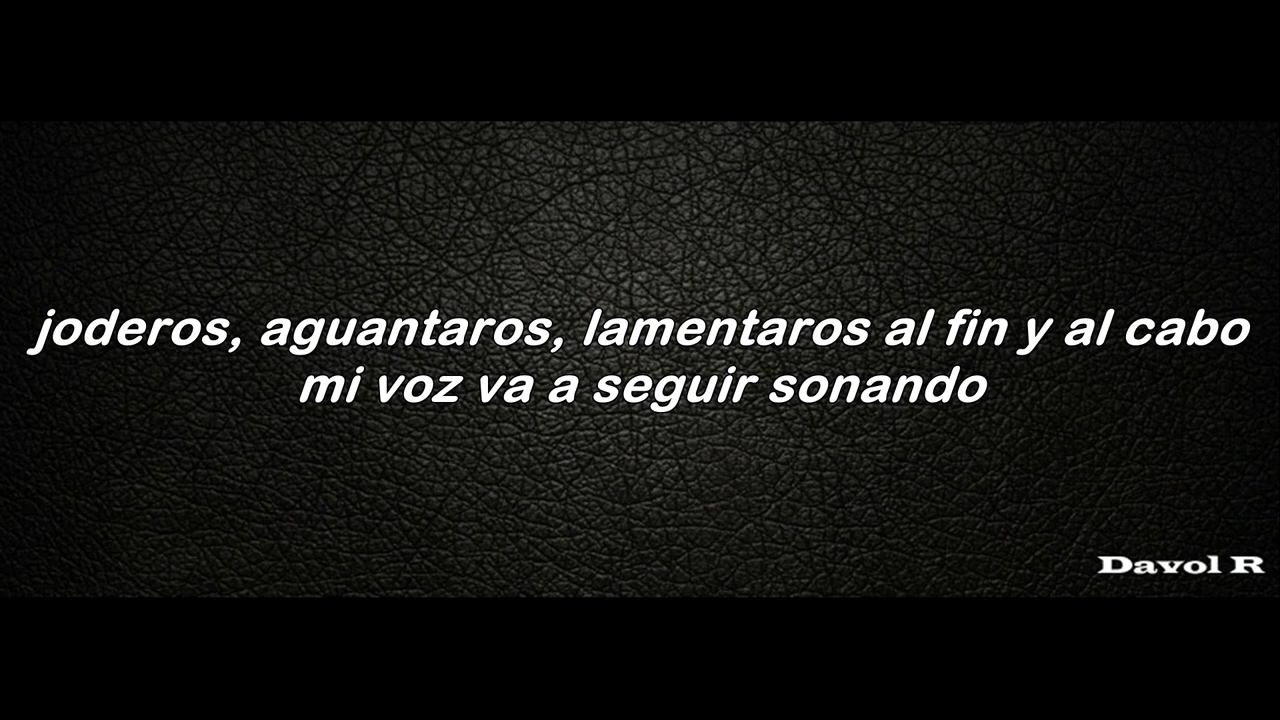 joderos, aguantaros, lamentaros al fin y al cabo
mi voz va a seguir sonando
Davol R